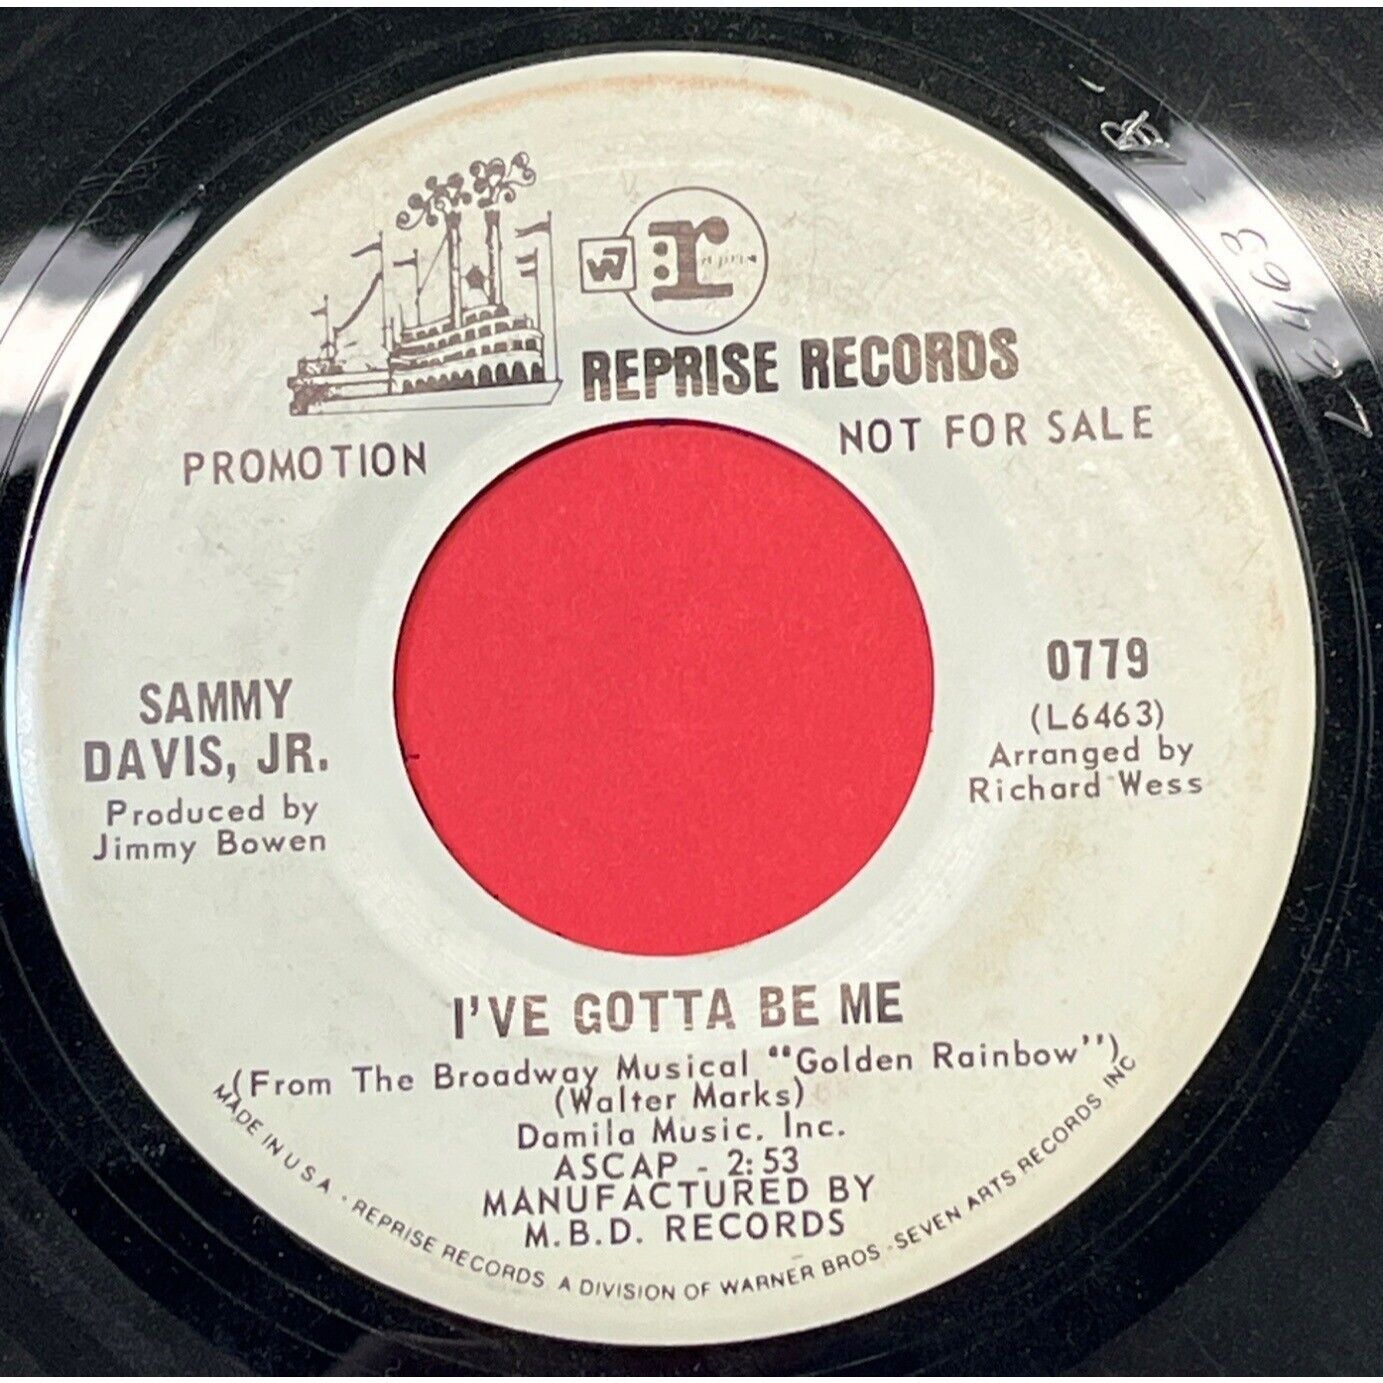 W7
r:
reprise
REPRISE RECORDS
PROMOTION
NOT FOR SALE
SAMMY
DAVIS, JR.
Produced by
Jimmy Bowen
0779
(L6463)
Arranged by
Richard Wess
I'VE GOTTA BE ME
(From The Broadway Musical "Golden Rainbow")
(Walter Marks)
Damila Music, Inc.
ASCAP - 2:53
MANUFACTURED BY
M.B.D. RECORDS
MADE IN U.S.A. · REPRISE RECORDS, A DIVISION OF WARNER BROS.-SEVEN ARTS RECORDS, INC